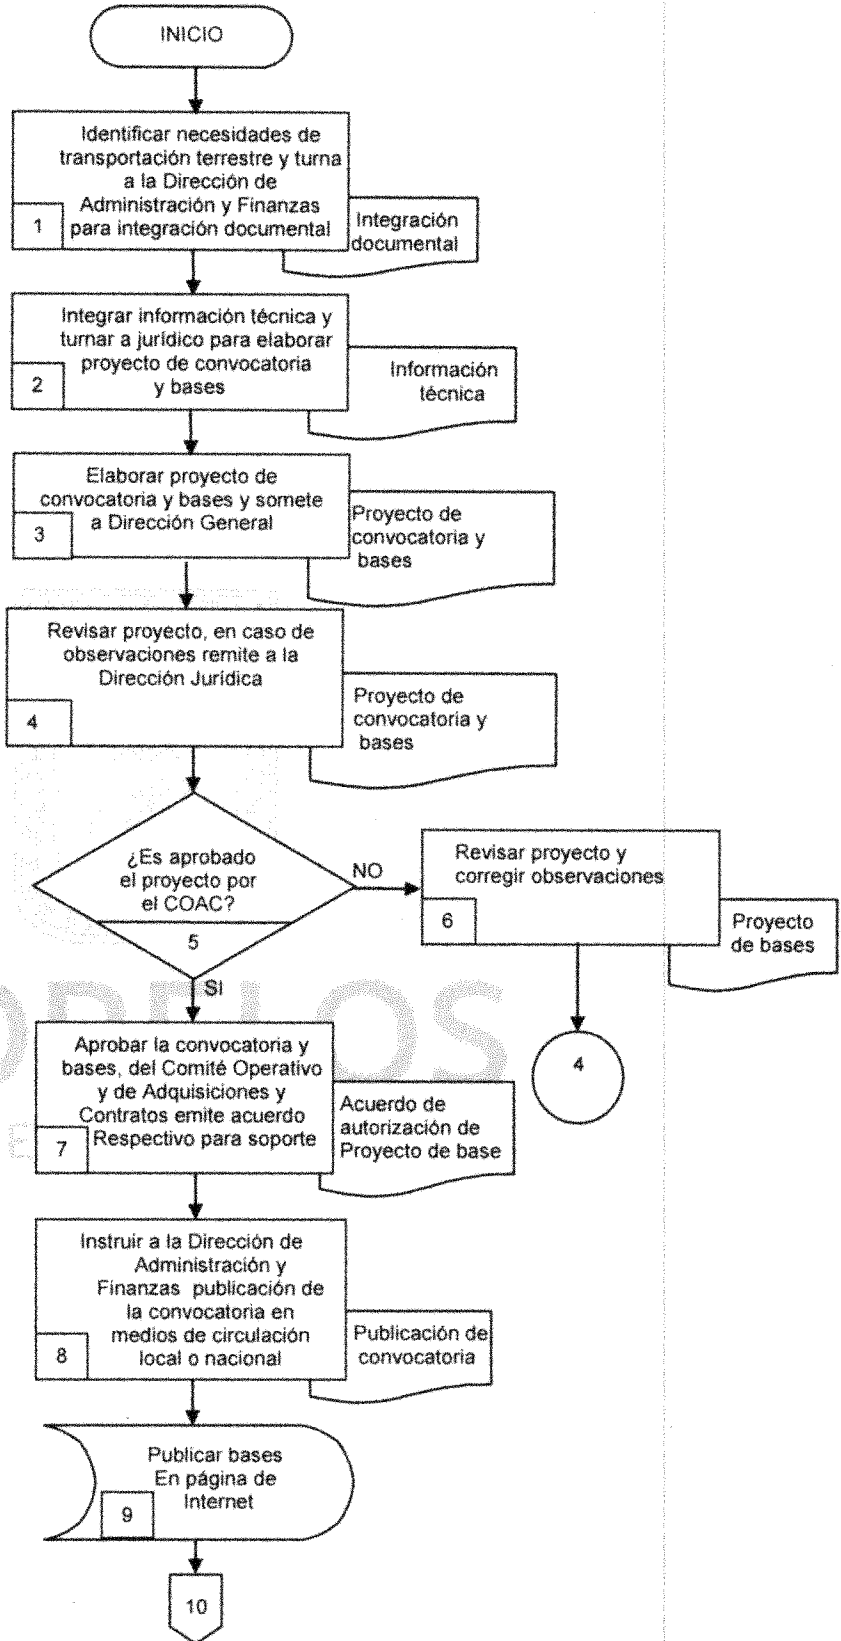 INICIO
Identificar necesidades de
transportación terrestre y turna
a la Dirección de
Administración y Finanzas
para integración documental
1
Integración
documental
Integrar información técnica y
turnar a jurídico para elaborar
proyecto de convocatoria
y bases
2
Información
técnica
Elaborar proyecto de
convocatoria y bases y somete
a Dirección General
3
Proyecto de
convocatoria y
bases
Revisar proyecto, en caso de
observaciones remite a la
Dirección Jurídica
4
Proyecto de
convocatoria y
bases
¿Es aprobado
el proyecto por
el COAC?
5
NO
Revisar proyecto y
corregir observaciones
6
Proyecto
de bases
4
SI
Aprobar la convocatoria y
bases, del Comité Operativo
y de Adquisiciones y
Contratos emite acuerdo
Respectivo para soporte
7
Acuerdo de
autorización de
Proyecto de base
Instruir a la Dirección de
Administración y
Finanzas publicación de
la convocatoria en
medios de circulación
local o nacional
8
Publicación de
convocatoria
Publicar bases
En página de
Internet
9
10